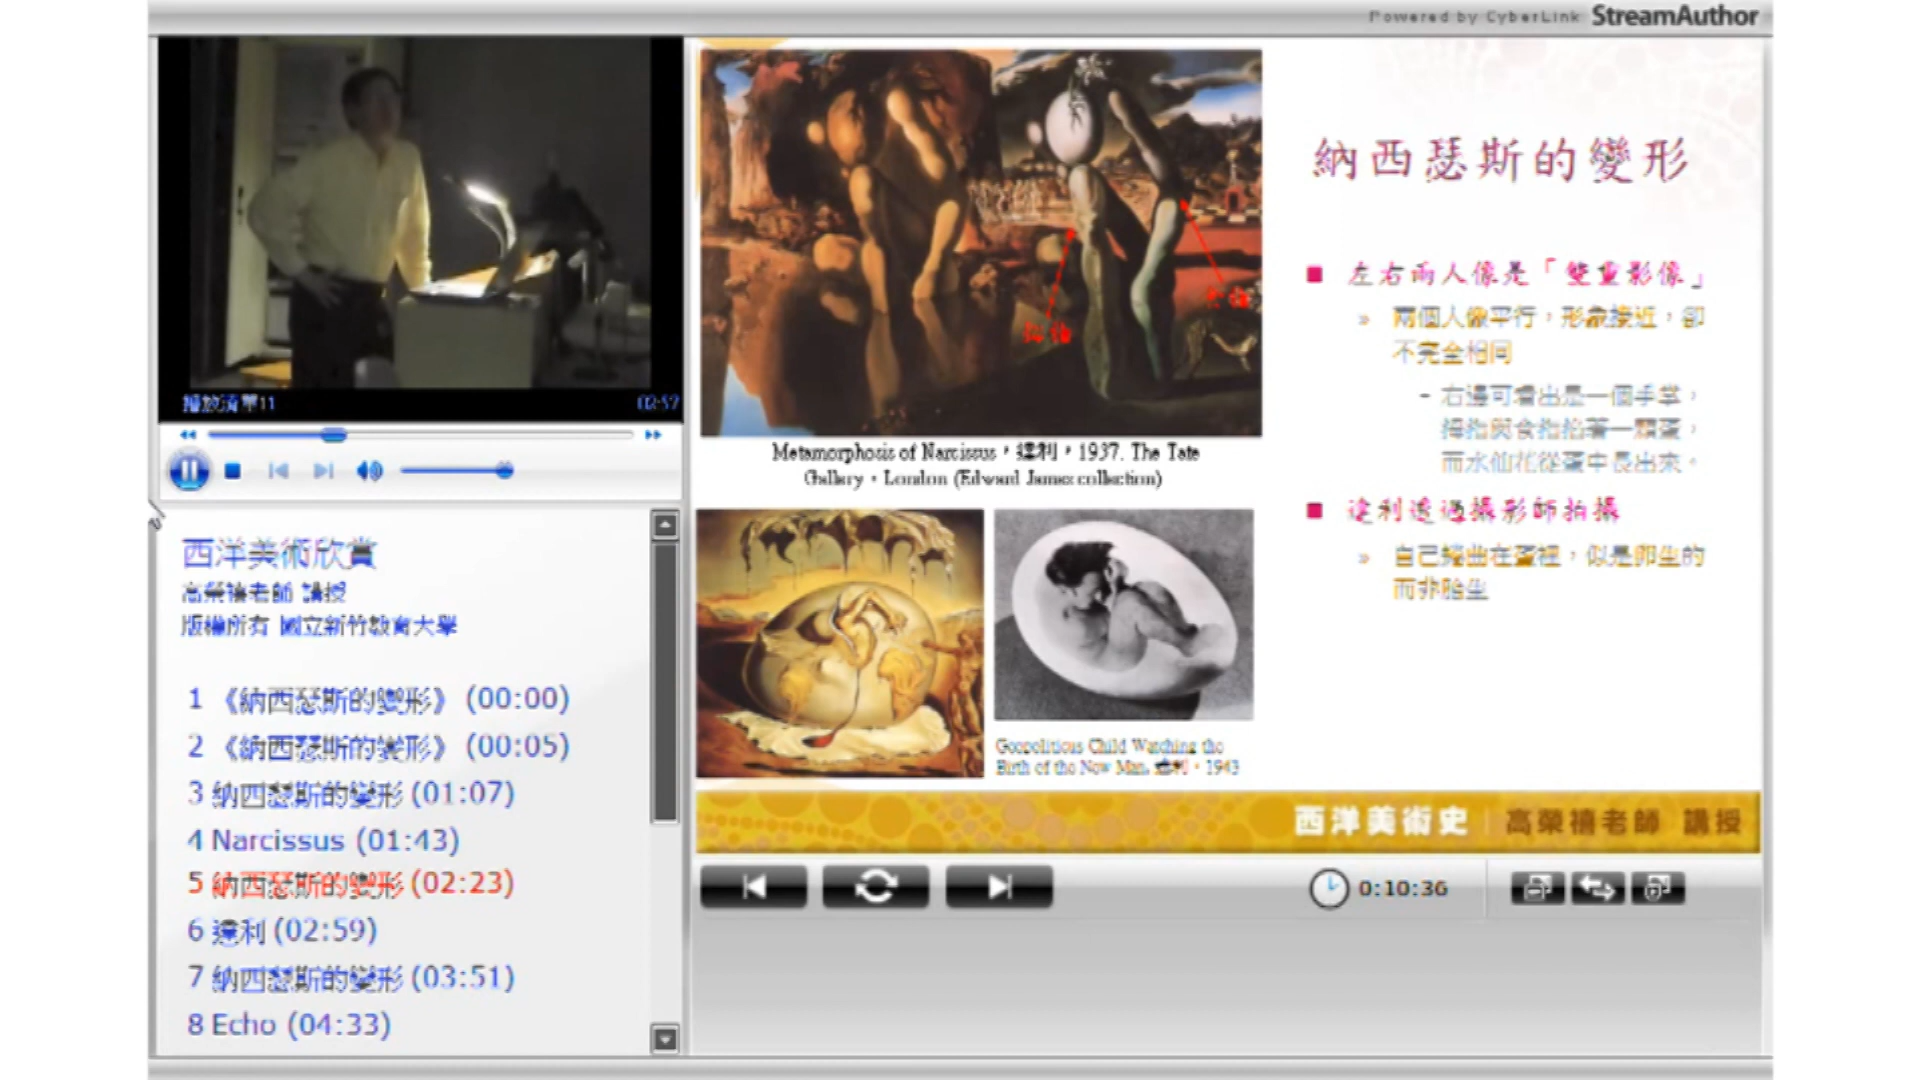 Powered by CyberLink StreamAuthor
播放清單11
02:57
西洋美術欣賞
高榮禧老師 講授
版權所有 國立新竹教育大學
1 《納西瑟斯的變形》 (00:00)
2 《納西瑟斯的變形》 (00:05)
3 納西瑟斯的變形 (01:07)
4 Narcissus (01:43)
5 納西瑟斯的變形 (02:23)
6 達利 (02:59)
7 納西瑟斯的變形 (03:51)
8 Echo (04:33)
拇指
食指
Metamorphosis of Narcissus,達利,1937. The Tate
Gallery, London (Edward James collection)
Geopolitious Child Watching the
Birth of the New Man, 達利,1943
納西瑟斯的變形
左右兩人像是「雙重影像」
» 兩個人像平行,形象接近,卻
不完全相同
- 右邊可看出是一個手掌,
拇指與食指掐著一顆蛋,
而水仙花從蛋中長出來。
達利透過攝影師拍攝
» 自己蜷曲在蛋裡,似是卵生的
而非胎生
西洋美術史 | 高榮禧老師 講授
0:10:36